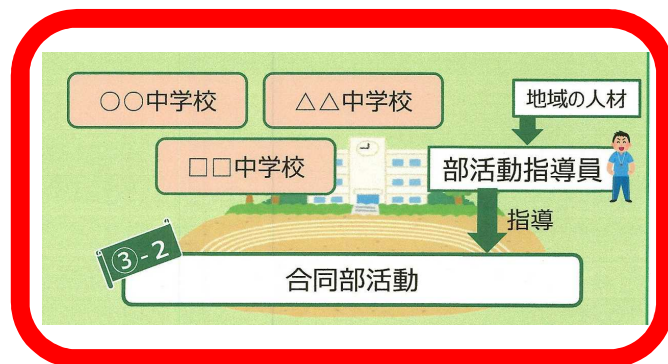 ○○中学校
△△中学校
地域の人材
□□中学校
部活動指導員
指導
③-2
合同部活動